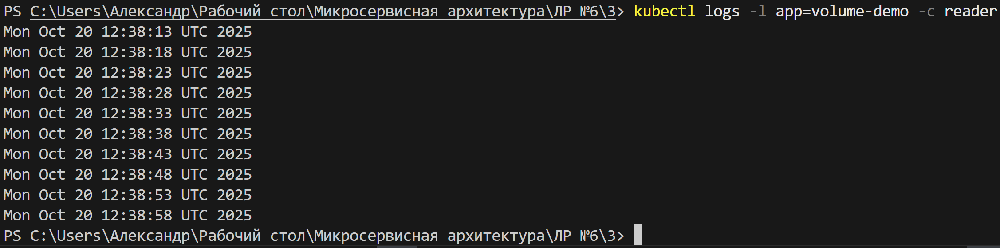 PS C:\Users\Александр\Рабочий стол\Микросервисная архитектура\ЛР №6\3> kubectl logs -l app=volume-demo -c reader
Mon Oct 20 12:38:13 UTC 2025
Mon Oct 20 12:38:18 UTC 2025
Mon Oct 20 12:38:23 UTC 2025
Mon Oct 20 12:38:28 UTC 2025
Mon Oct 20 12:38:33 UTC 2025
Mon Oct 20 12:38:38 UTC 2025
Mon Oct 20 12:38:43 UTC 2025
Mon Oct 20 12:38:48 UTC 2025
Mon Oct 20 12:38:53 UTC 2025
Mon Oct 20 12:38:58 UTC 2025
PS C:\Users\Александр\Рабочий стол\Микросервисная архитектура\ЛР №6\3>